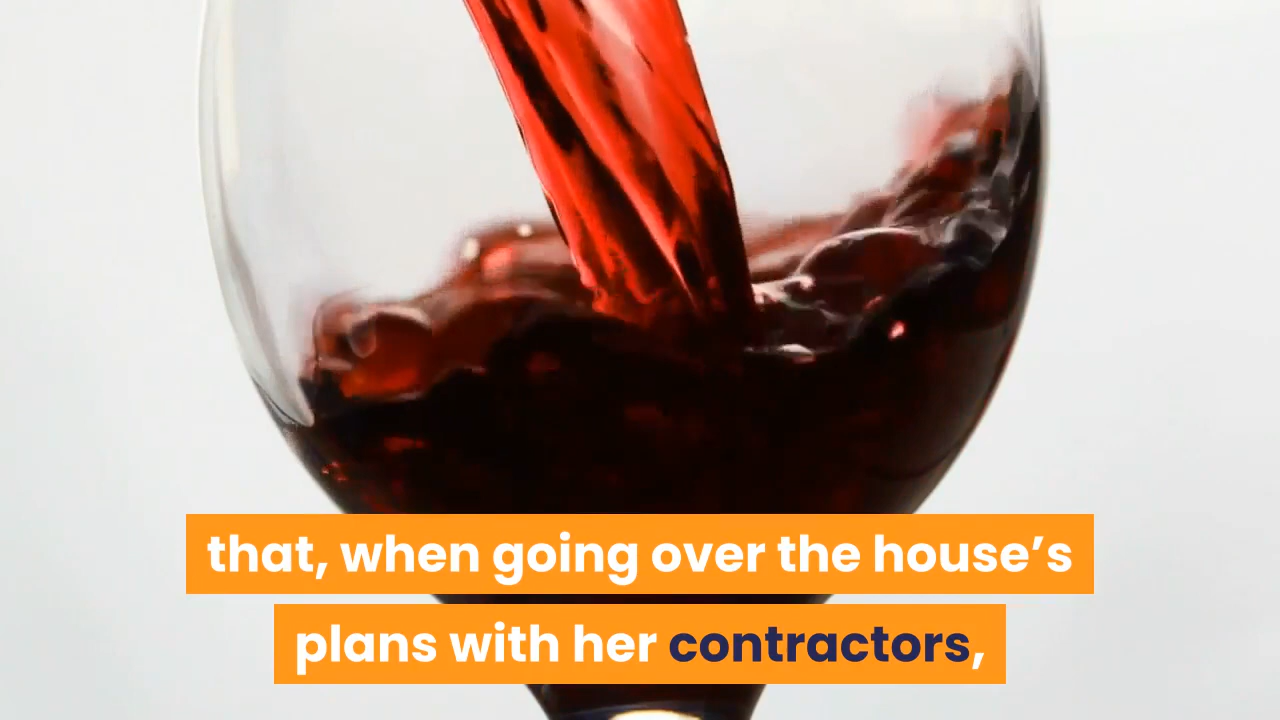 that, when going over the house’s
plans with her contractors,